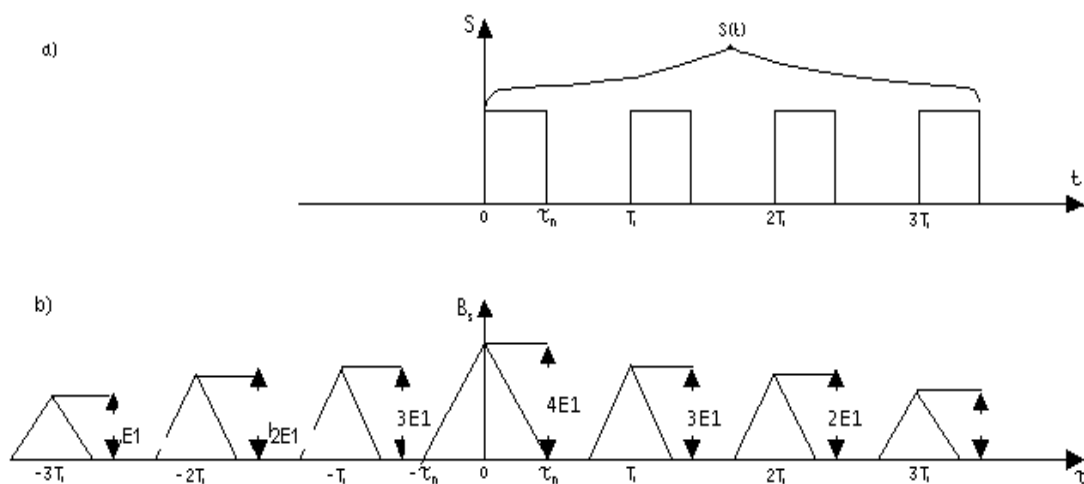 a)
S
S(t)
t
0 τn T₁ 2T₁ 3T₁
b)
Bs
E1 2E1 3E1 4E1 3E1 2E1
-3T₁ -2T₁ -T₁ -τn 0 τn T₁ 2T₁ 3T₁ τ